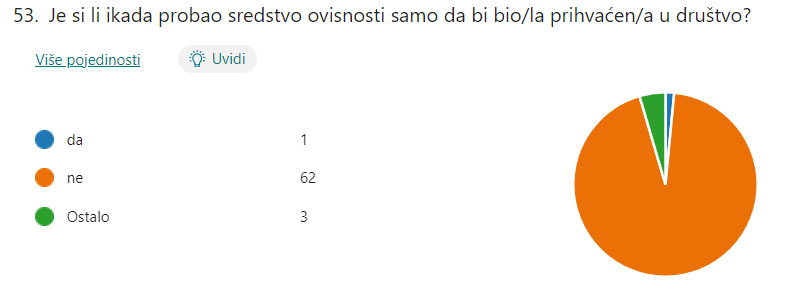 53. Je si li ikada probao sredstvo ovisnosti samo da bi bio/la prihvaćen/a u društvo?
Više pojedinosti
Uvidi
da 1
ne 62
Ostalo 3